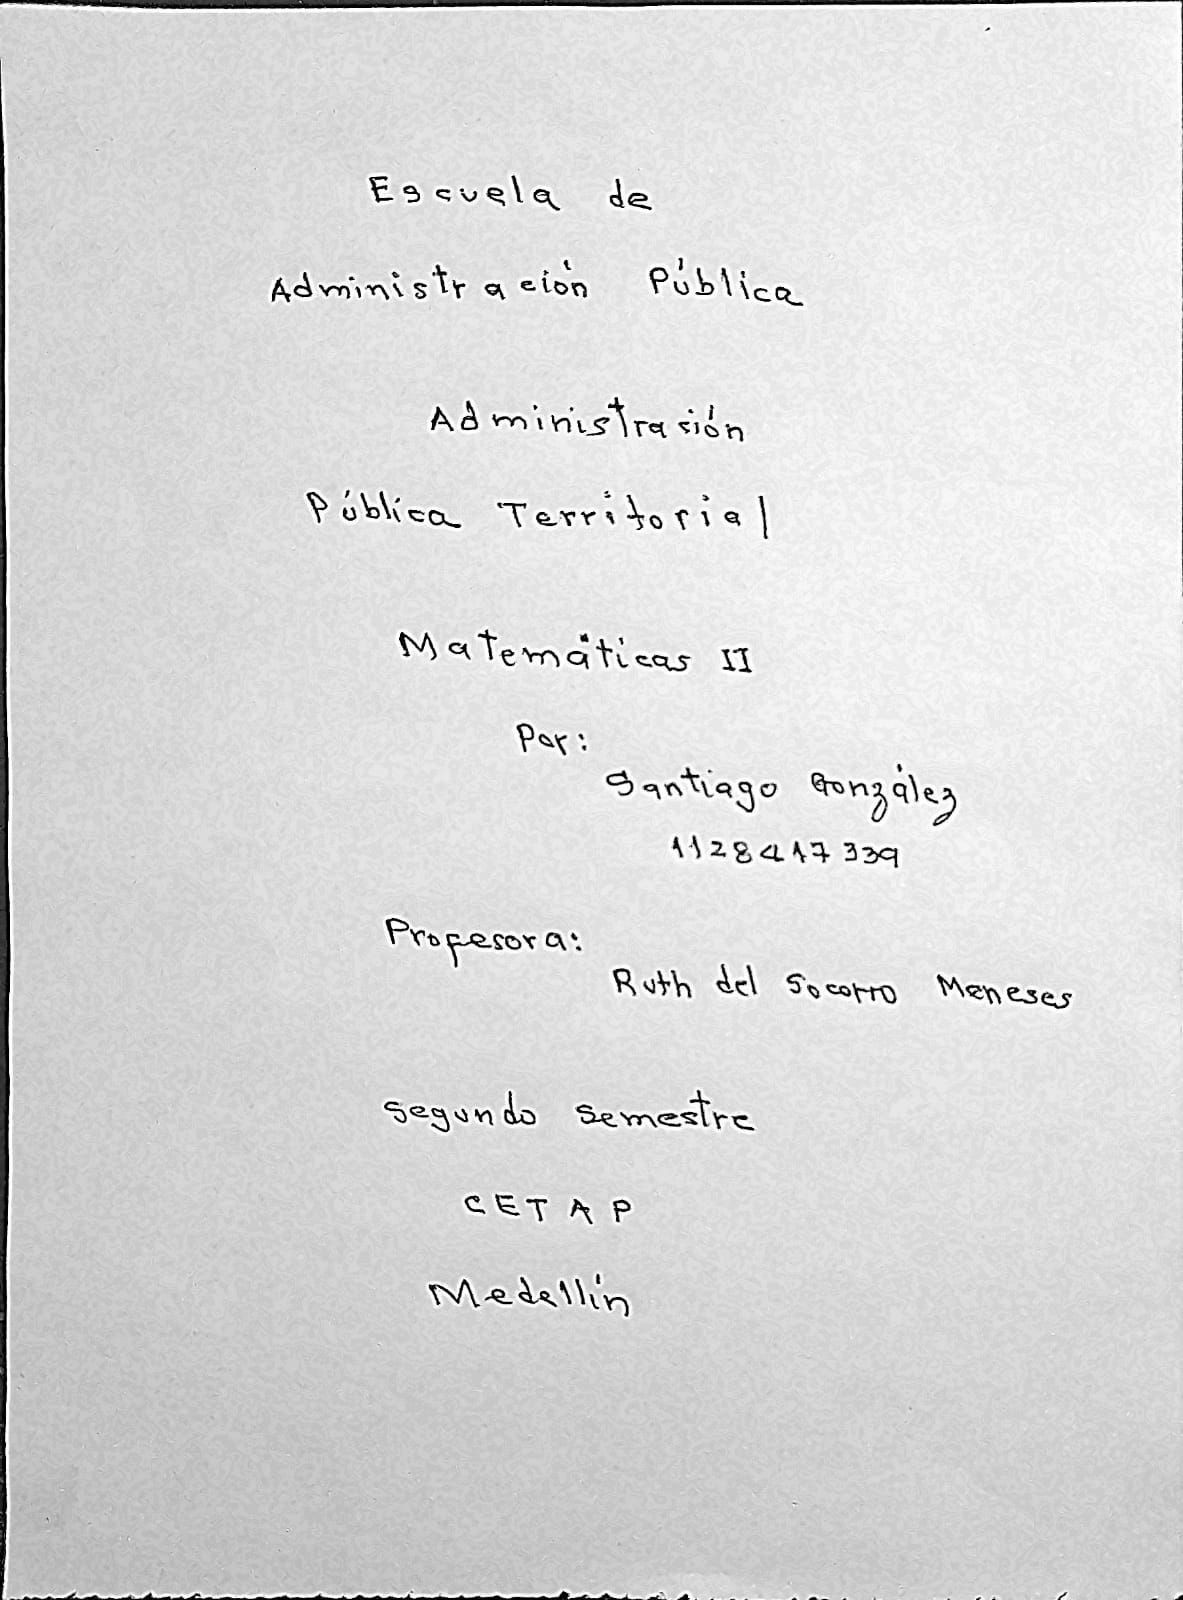 Escuela de
Administración Pública
Administrasión
Pública Territorial
Matemáticas II
Por:
Santiago González
1128417339
Profesora:
Ruth del Socorro Meneses
Segundo semestre
CETAP
Medellín